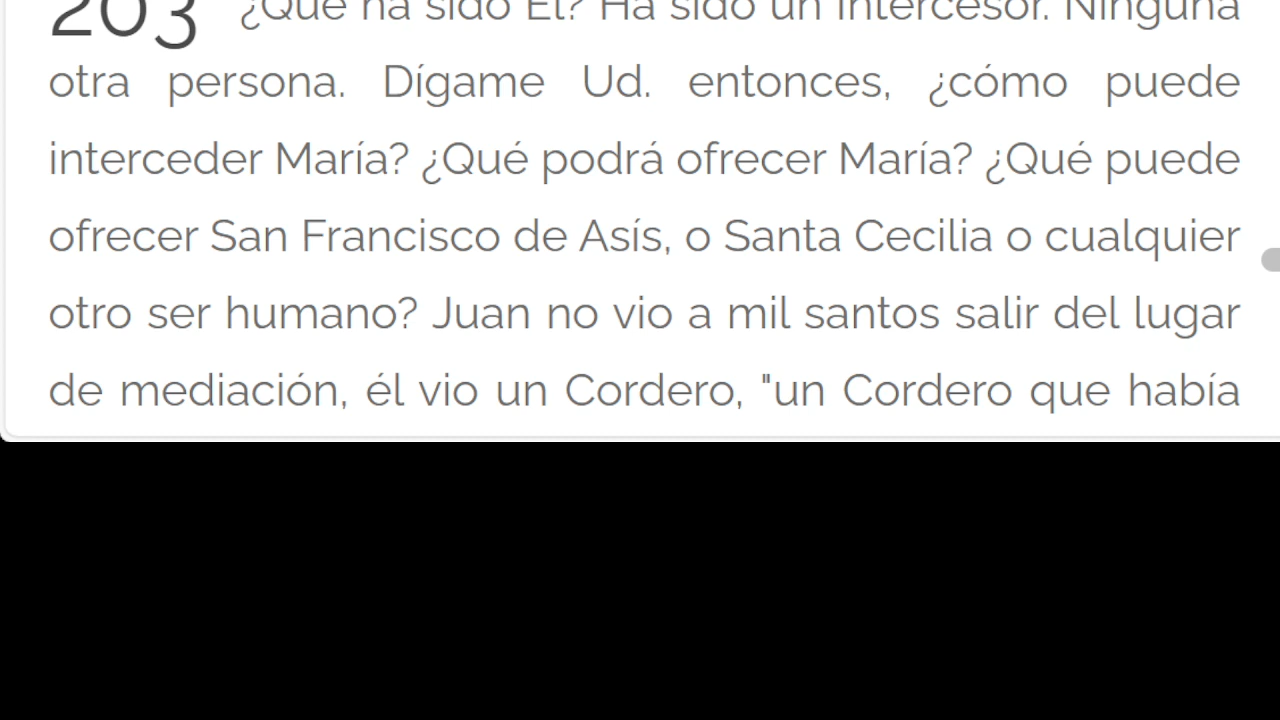 203 ¿Qué ha sido Él? Ha sido un Intercesor. Ninguna
otra persona. Dígame Ud. entonces, ¿cómo puede
interceder María? ¿Qué podrá ofrecer María? ¿Qué puede
ofrecer San Francisco de Asís, o Santa Cecilia o cualquier
otro ser humano? Juan no vio a mil santos salir del lugar
de mediación, él vio un Cordero, "un Cordero que había